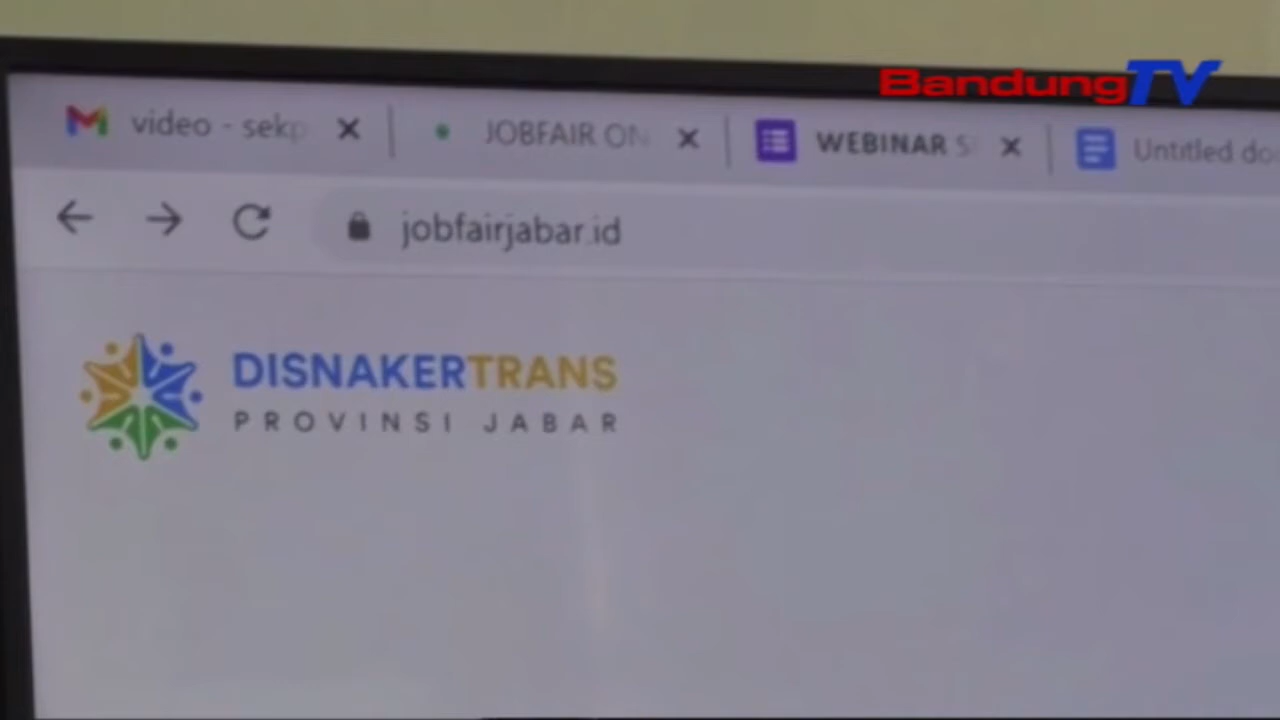 BandungTV
video - sekp
JOBFAIR ON
WEBINAR S
Untitled do
jobfairjabar.id
DISNAKERTRANS
PROVINSI JABAR